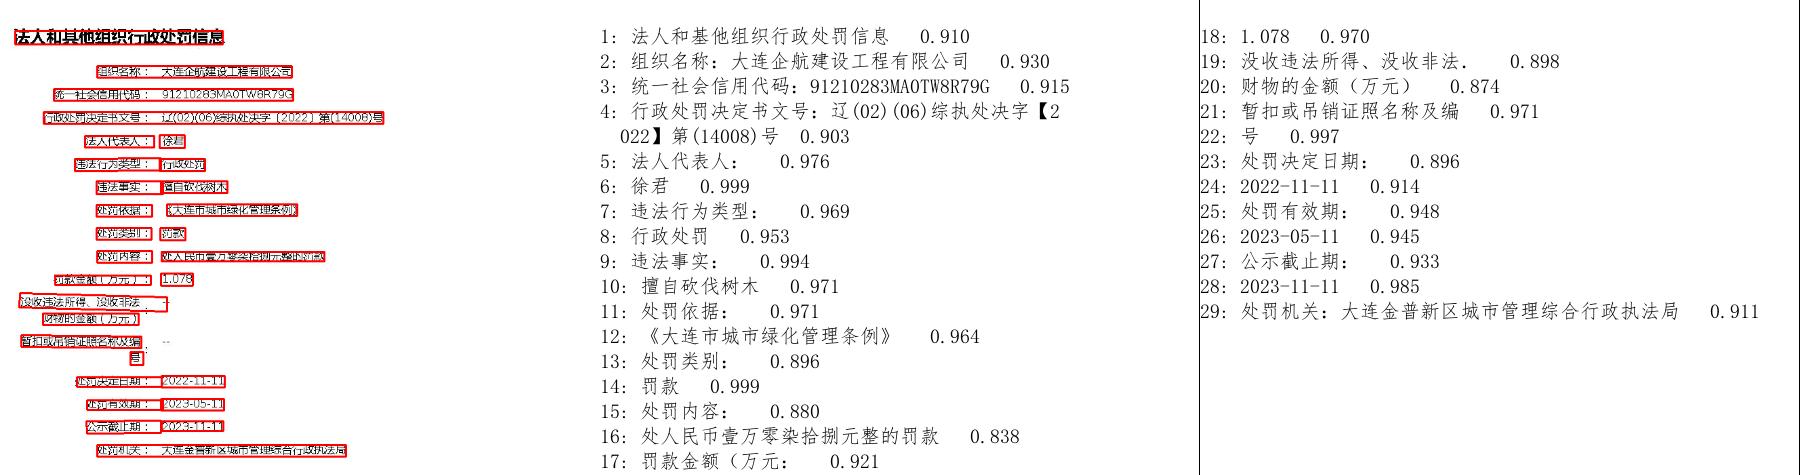 法人和其他组织行政处罚信息
组织名称： 大连企航建设工程有限公司
统一社会信用代码： 91210283MA0TW8R79G
行政处罚决定书文号： 辽(02)(06)综执处决字〔2022〕第(14008)号
法人代表人： 徐君
违法行为类型： 行政处罚
违法事实： 擅自砍伐树木
处罚依据： 《大连市城市绿化管理条例》
处罚类别： 罚款
处罚内容： 处人民币壹万零柒拾捌元整的罚款
罚款金额（万元）： 1.078
没收违法所得、没收非法
财物的金额（万元）： --
暂扣或吊销证照名称及编
号： --
处罚决定日期： 2022-11-11
处罚有效期： 2023-05-11
公示截止期： 2023-11-11
处罚机关： 大连金普新区城市管理综合行政执法局
1: 法人和基他组织行政处罚信息 0.910
2: 组织名称: 大连企航建设工程有限公司 0.930
3: 统一社会信用代码: 91210283MA0TW8R79G 0.915
4: 行政处罚决定书文号: 辽(02)(06)综执处决字【2
022】第(14008)号 0.903
5: 法人代表人: 0.976
6: 徐君 0.999
7: 违法行为类型: 0.969
8: 行政处罚 0.953
9: 违法事实: 0.994
10: 擅自砍伐树木 0.971
11: 处罚依据: 0.971
12: 《大连市城市绿化管理条例》 0.964
13: 处罚类别: 0.896
14: 罚款 0.999
15: 处罚内容: 0.880
16: 处人民币壹万零柒拾捌元整的罚款 0.838
17: 罚款金额（万元: 0.921
18: 1.078 0.970
19: 没收违法所得、没收非法. 0.898
20: 财物的金额（万元） 0.874
21: 暂扣或吊销证照名称及编 0.971
22: 号 0.997
23: 处罚决定日期: 0.896
24: 2022-11-11 0.914
25: 处罚有效期: 0.948
26: 2023-05-11 0.945
27: 公示截止期: 0.933
28: 2023-11-11 0.985
29: 处罚机关: 大连金普新区城市管理综合行政执法局 0.911